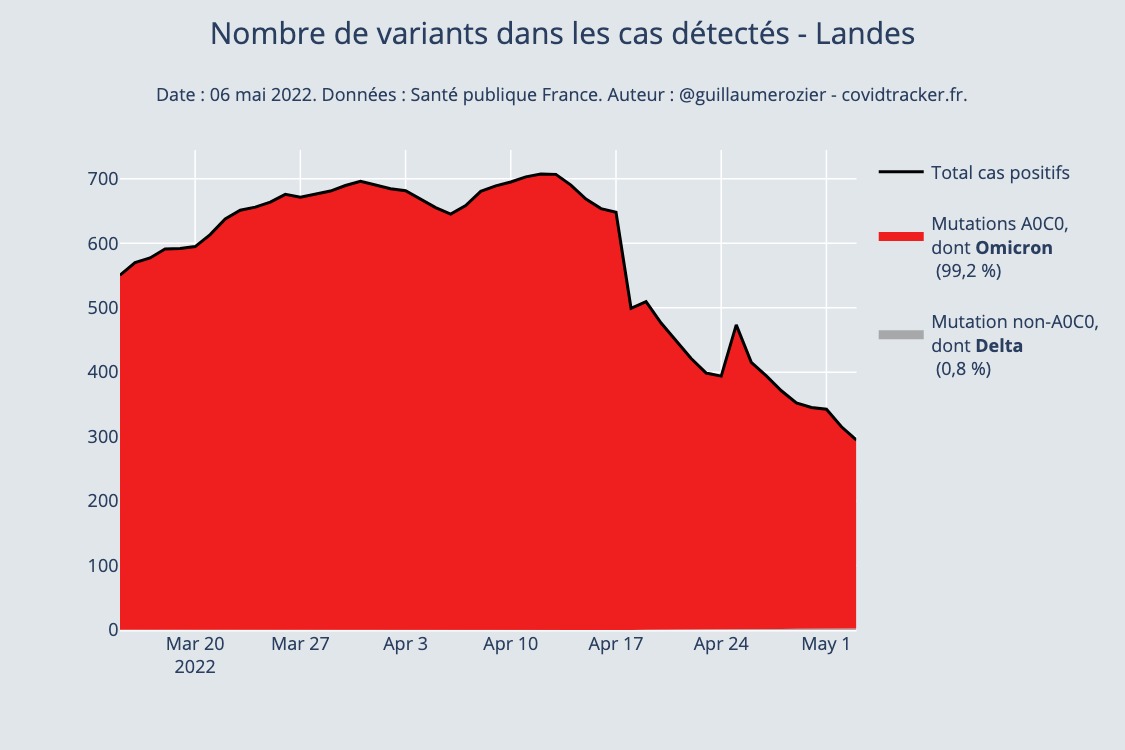 Nombre de variants dans les cas détectés - Landes
Date : 06 mai 2022. Données : Santé publique France. Auteur : @guillaumerozier - covidtracker.fr.
Total cas positifs
Mutations A0C0,
dont Omicron
(99,2 %)
Mutation non-A0C0,
dont Delta
(0,8 %)
700
600
500
400
300
200
100
0
Mar 20
2022
Mar 27
Apr 3
Apr 10
Apr 17
Apr 24
May 1